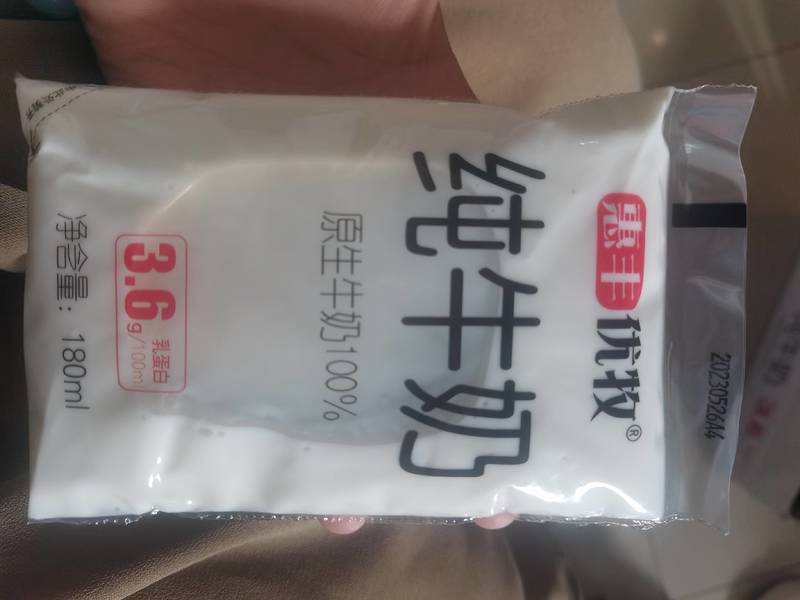 20230526A4
惠丰优牧®
纯牛奶
原生牛奶100%
3.6
g/100ml
乳蛋白
净含量：180ml